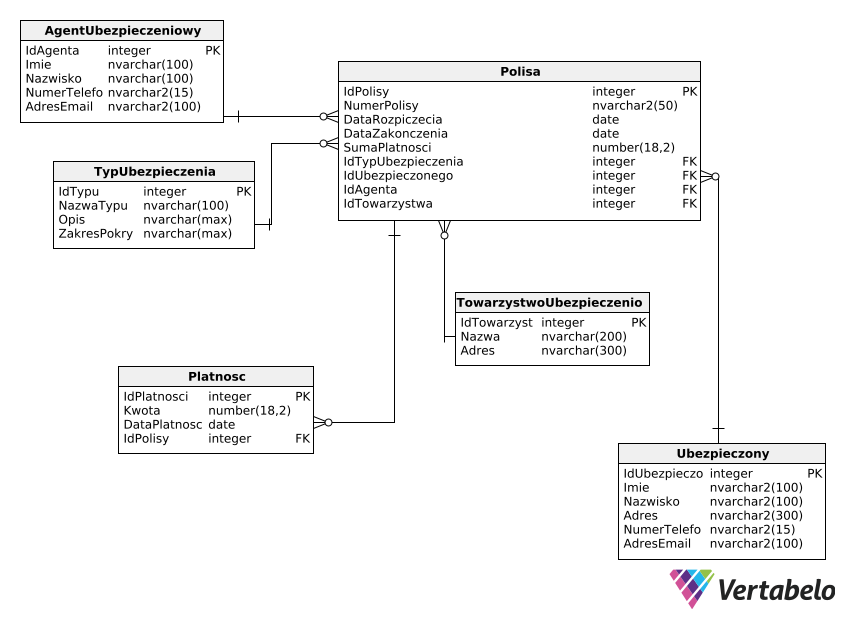 AgentUbezpieczeniowy
IdAgenta integer PK
Imie nvarchar(100)
Nazwisko nvarchar(100)
NumerTelefo nvarchar2(15)
AdresEmail nvarchar2(100)
Polisa
IdPolisy integer PK
NumerPolisy nvarchar2(50)
DataRozpiczecia date
DataZakonczenia date
SumaPlatnosci number(18,2)
IdTypUbezpieczenia integer FK
IdUbezpieczonego integer FK
IdAgenta integer FK
IdTowarzystwa integer FK
TypUbezpieczenia
IdTypu integer PK
NazwaTypu nvarchar(100)
Opis nvarchar(max)
ZakresPokry nvarchar(max)
TowarzystwoUbezpieczenio
IdTowarzyst integer PK
Nazwa nvarchar(200)
Adres nvarchar(300)
Platnosc
IdPlatnosci integer PK
Kwota number(18,2)
DataPlatnosc date
IdPolisy integer FK
Ubezpieczony
IdUbezpieczo integer PK
Imie nvarchar2(100)
Nazwisko nvarchar2(100)
Adres nvarchar2(300)
NumerTelefo nvarchar2(15)
AdresEmail nvarchar2(100)
Vertabelo